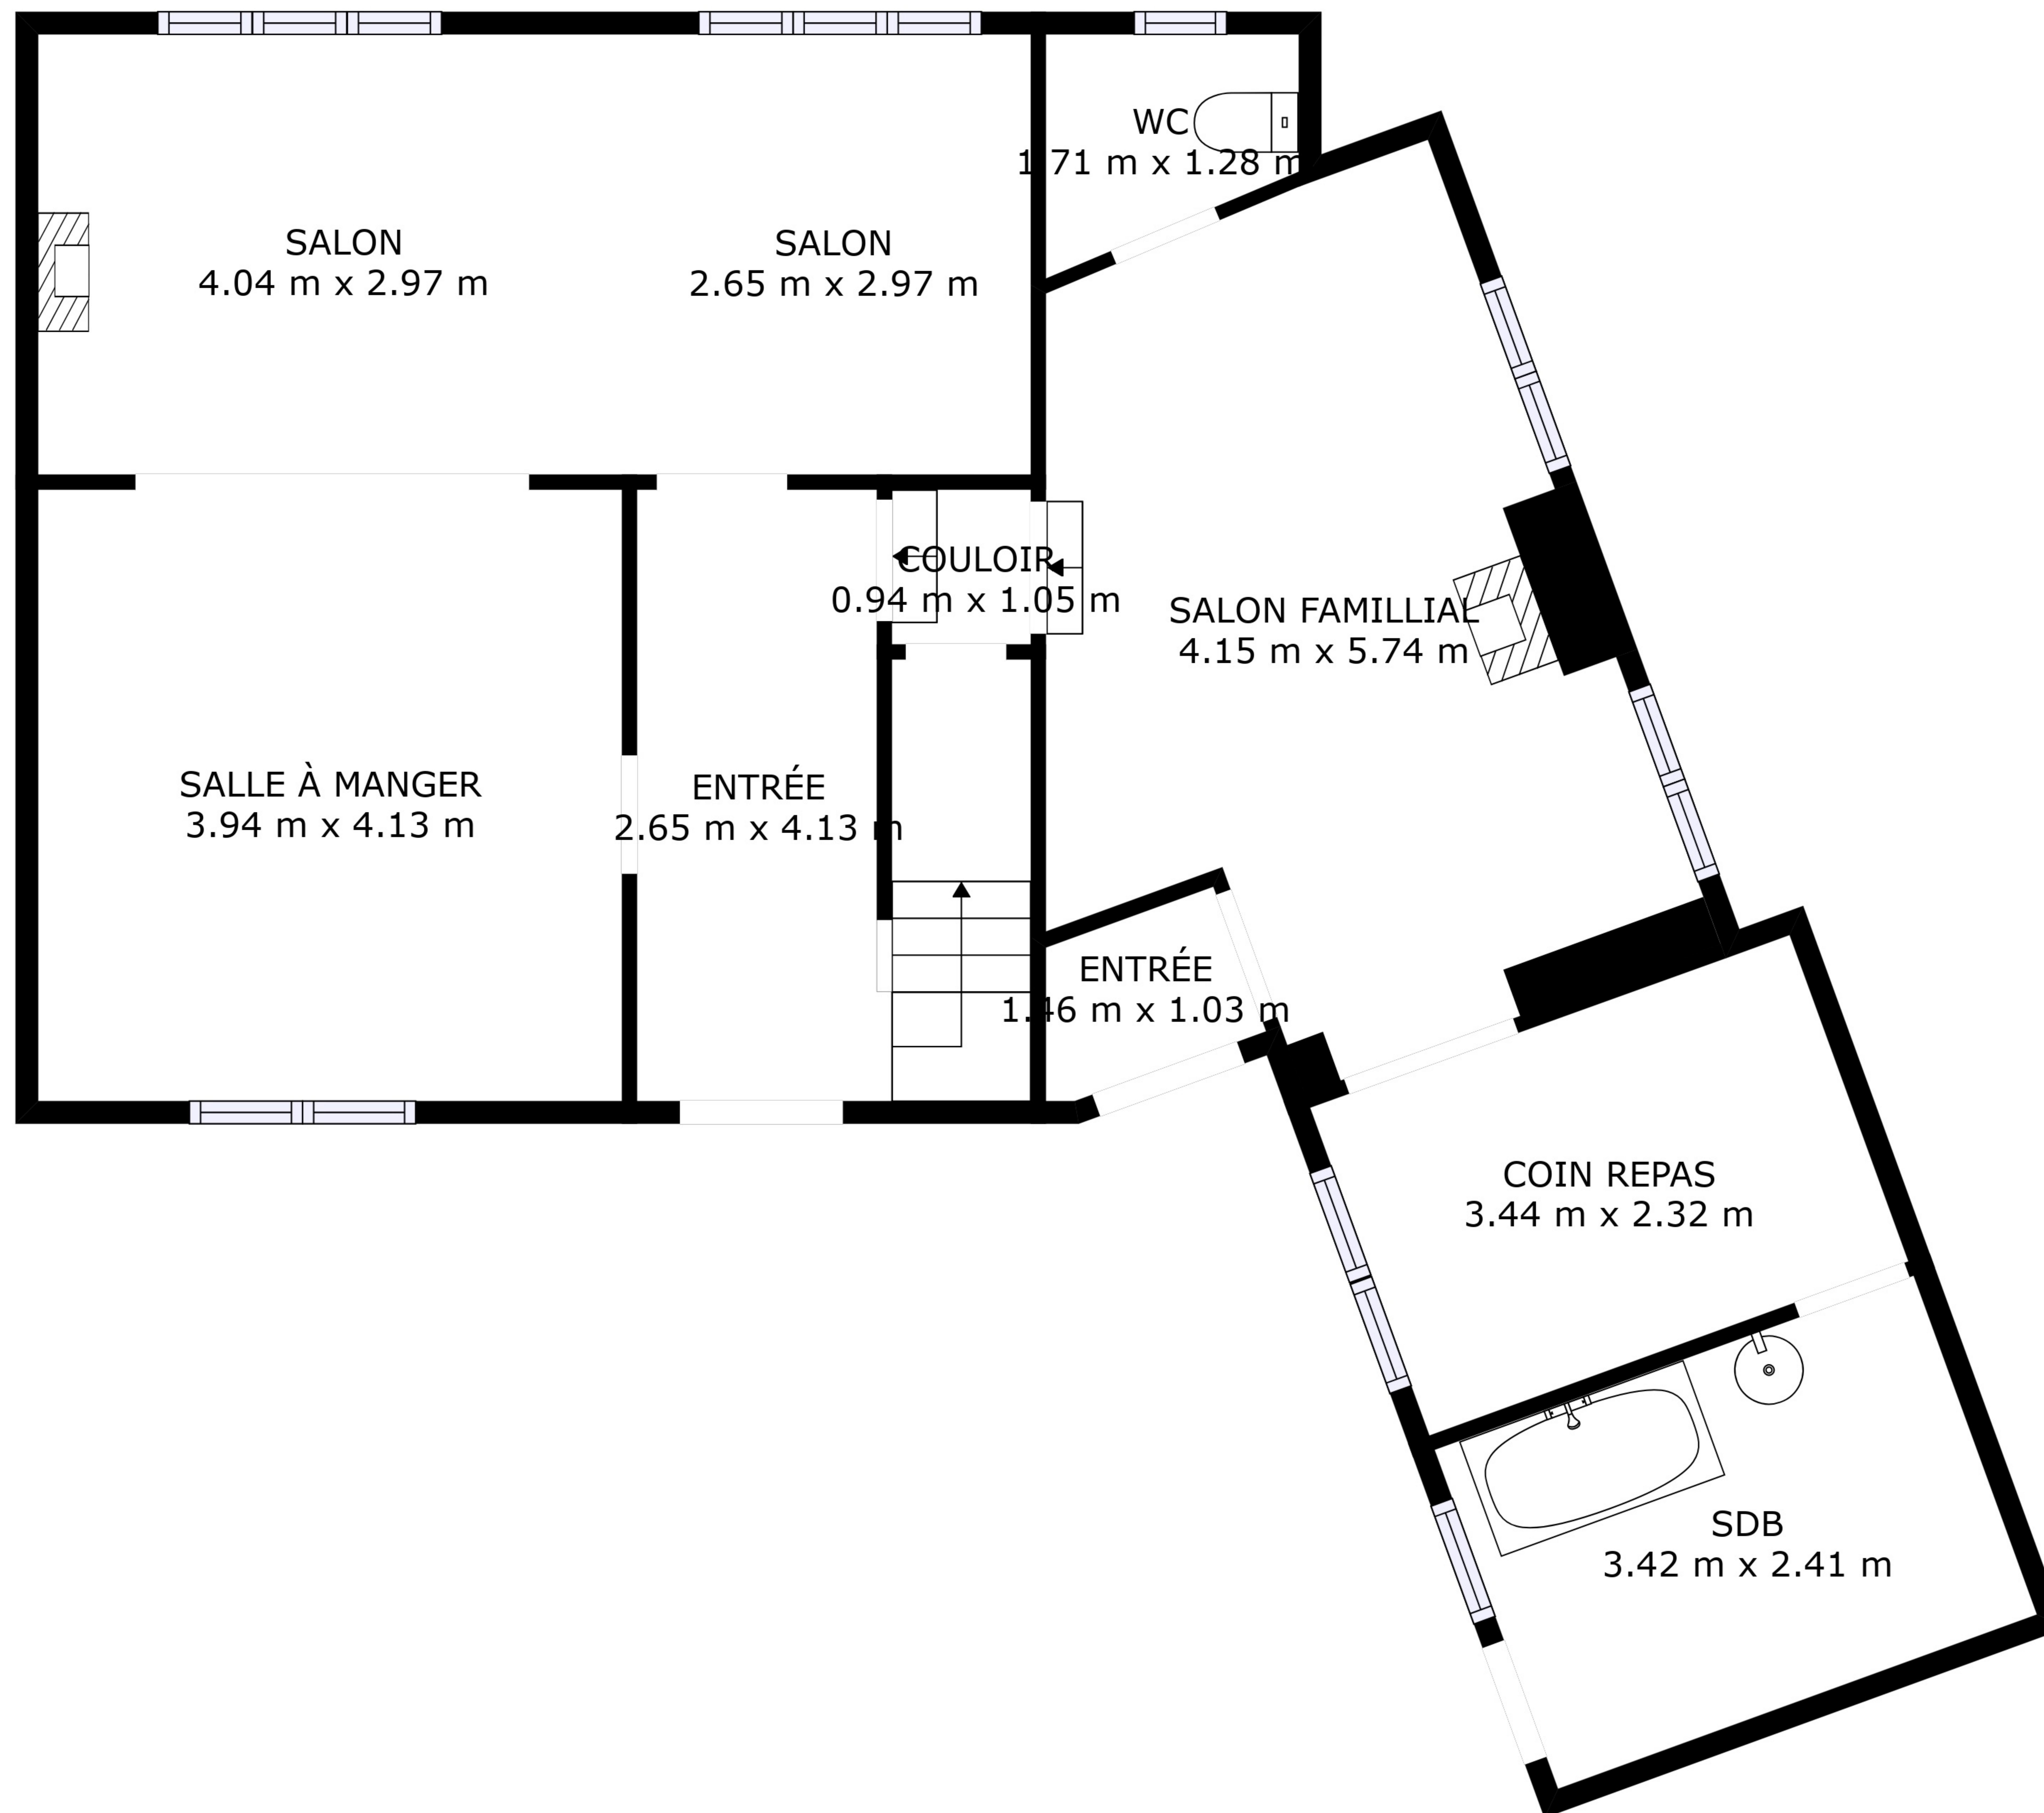 WC
1.71 m x 1.28 m
SALON
4.04 m x 2.97 m
SALON
2.65 m x 2.97 m
COULOIR
0.94 m x 1.05 m
SALON FAMILLIAL
4.15 m x 5.74 m
SALLE À MANGER
3.94 m x 4.13 m
ENTRÉE
2.65 m x 4.13 m
ENTRÉE
1.46 m x 1.03 m
COIN REPAS
3.44 m x 2.32 m
SDB
3.42 m x 2.41 m